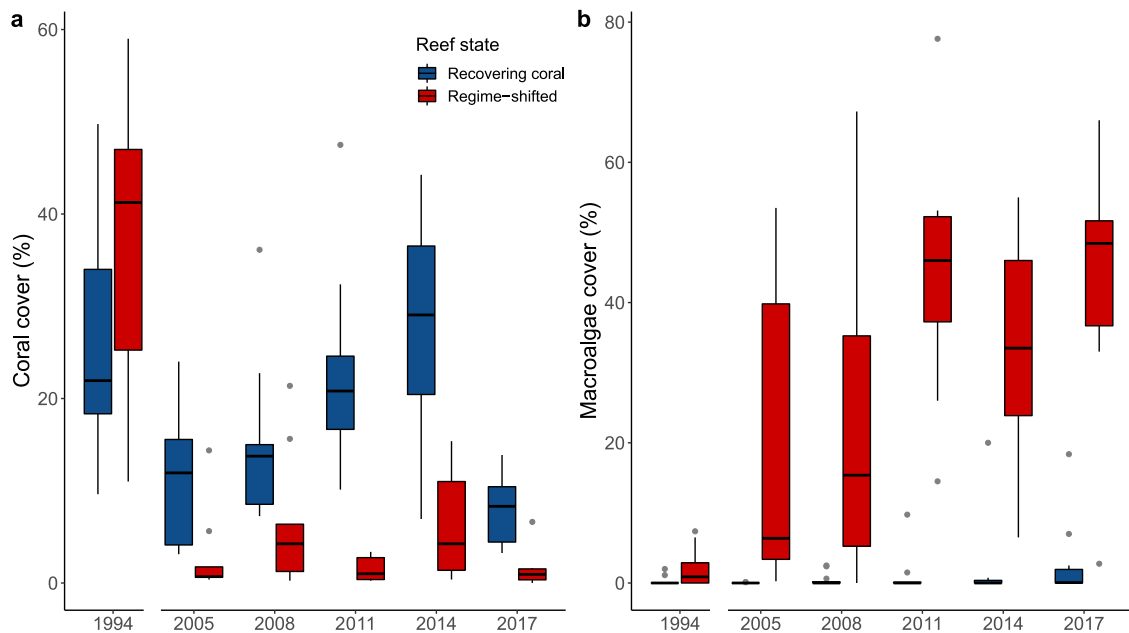 a
Coral cover (%)
60
40
20
0
Reef state
Recovering coral
Regime−shifted
1994 2005 2008 2011 2014 2017
b
Macroalgae cover (%)
80
60
40
20
0
1994 2005 2008 2011 2014 2017